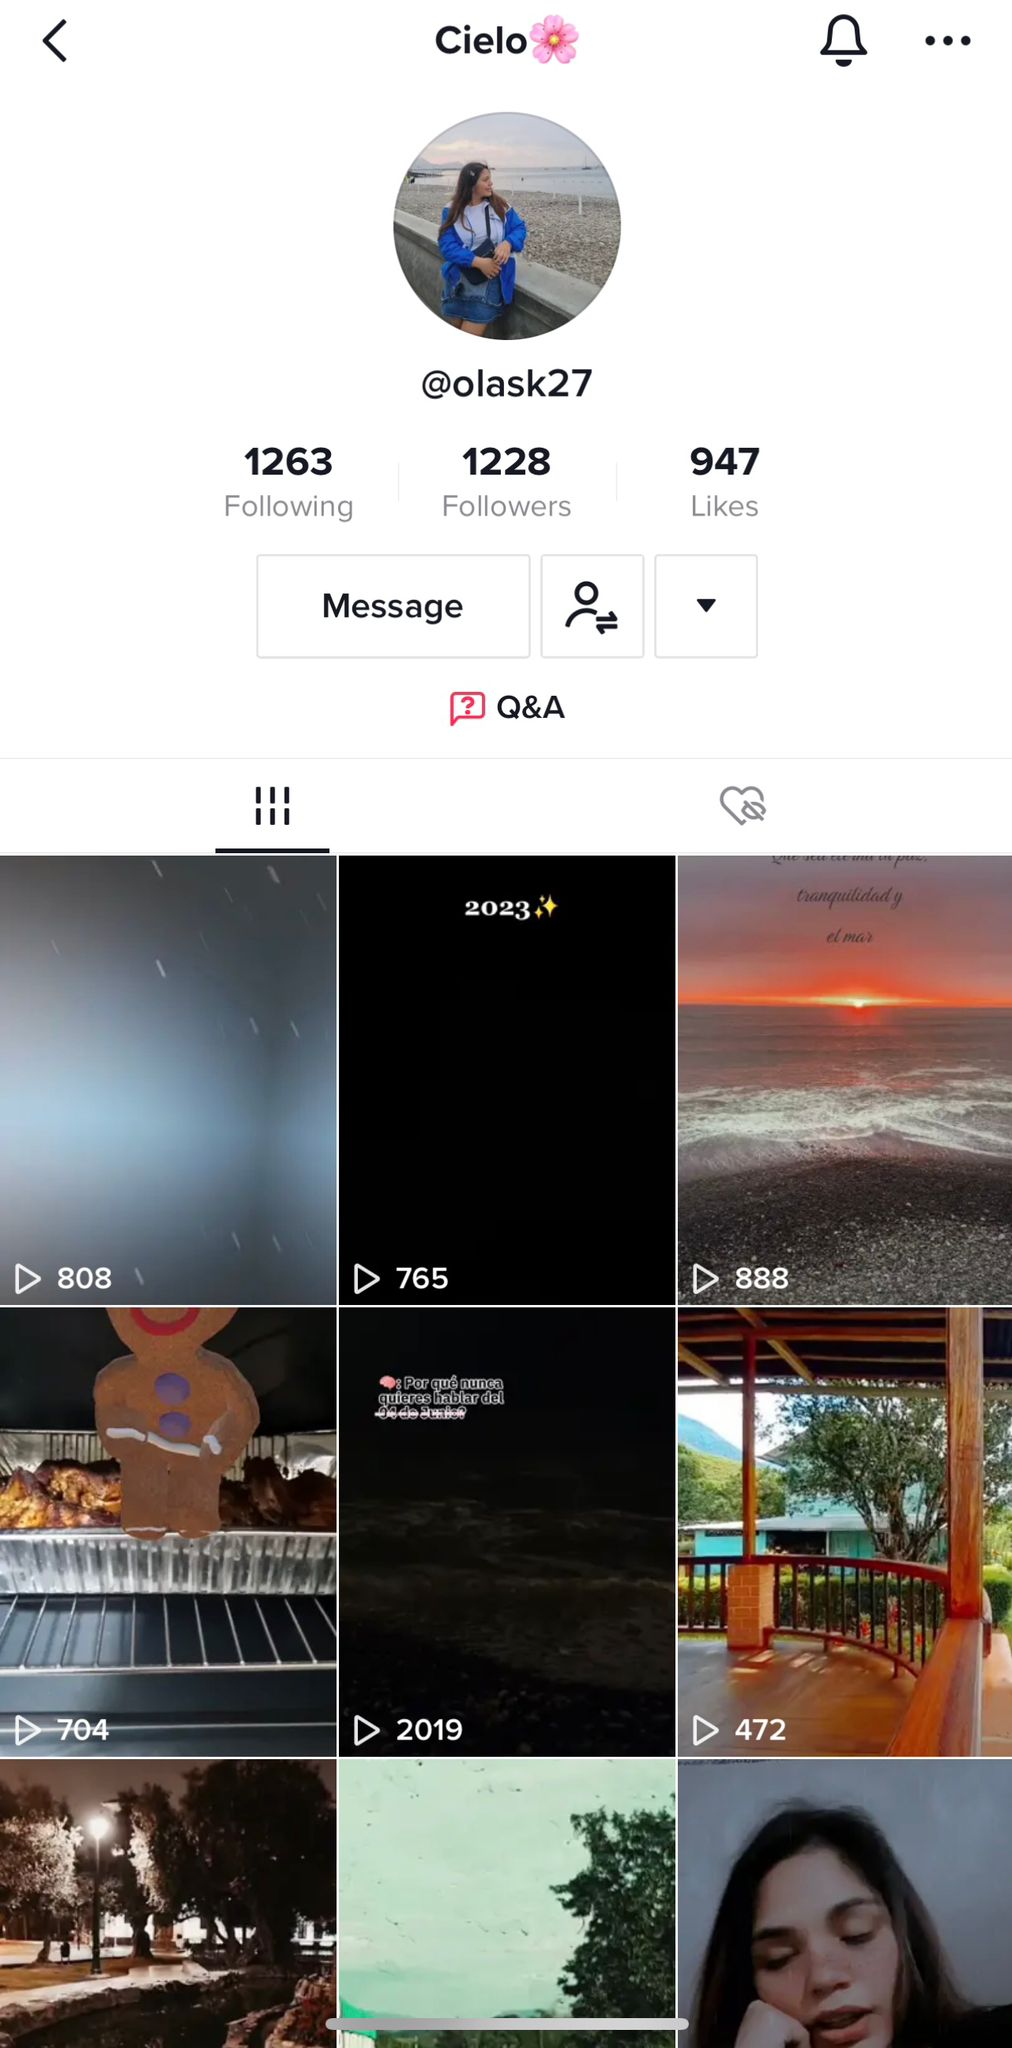 Cielo🌸
@olask27
1263
Following
1228
Followers
947
Likes
Message
Q&A
2023✨
tranquilidad y
el mar
808
765
888
🧠: Por qué nunca
quieres hablar del
04 de Junio?
704
2019
472